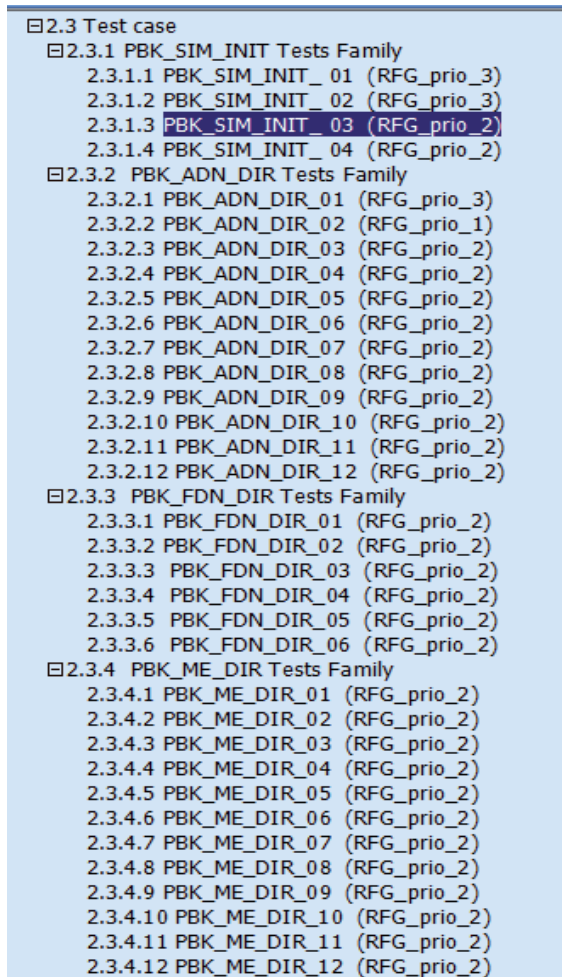 2.3 Test case
2.3.1 PBK_SIM_INIT Tests Family
2.3.1.1 PBK_SIM_INIT_ 01 (RFG_prio_3)
2.3.1.2 PBK_SIM_INIT_ 02 (RFG_prio_3)
2.3.1.3 PBK_SIM_INIT_ 03 (RFG_prio_2)
2.3.1.4 PBK_SIM_INIT_ 04 (RFG_prio_2)
2.3.2 PBK_ADN_DIR Tests Family
2.3.2.1 PBK_ADN_DIR_01 (RFG_prio_3)
2.3.2.2 PBK_ADN_DIR_02 (RFG_prio_1)
2.3.2.3 PBK_ADN_DIR_03 (RFG_prio_2)
2.3.2.4 PBK_ADN_DIR_04 (RFG_prio_2)
2.3.2.5 PBK_ADN_DIR_05 (RFG_prio_2)
2.3.2.6 PBK_ADN_DIR_06 (RFG_prio_2)
2.3.2.7 PBK_ADN_DIR_07 (RFG_prio_2)
2.3.2.8 PBK_ADN_DIR_08 (RFG_prio_2)
2.3.2.9 PBK_ADN_DIR_09 (RFG_prio_2)
2.3.2.10 PBK_ADN_DIR_10 (RFG_prio_2)
2.3.2.11 PBK_ADN_DIR_11 (RFG_prio_2)
2.3.2.12 PBK_ADN_DIR_12 (RFG_prio_2)
2.3.3 PBK_FDN_DIR Tests Family
2.3.3.1 PBK_FDN_DIR_01 (RFG_prio_2)
2.3.3.2 PBK_FDN_DIR_02 (RFG_prio_2)
2.3.3.3 PBK_FDN_DIR_03 (RFG_prio_2)
2.3.3.4 PBK_FDN_DIR_04 (RFG_prio_2)
2.3.3.5 PBK_FDN_DIR_05 (RFG_prio_2)
2.3.3.6 PBK_FDN_DIR_06 (RFG_prio_2)
2.3.4 PBK_ME_DIR Tests Family
2.3.4.1 PBK_ME_DIR_01 (RFG_prio_2)
2.3.4.2 PBK_ME_DIR_02 (RFG_prio_2)
2.3.4.3 PBK_ME_DIR_03 (RFG_prio_2)
2.3.4.4 PBK_ME_DIR_04 (RFG_prio_2)
2.3.4.5 PBK_ME_DIR_05 (RFG_prio_2)
2.3.4.6 PBK_ME_DIR_06 (RFG_prio_2)
2.3.4.7 PBK_ME_DIR_07 (RFG_prio_2)
2.3.4.8 PBK_ME_DIR_08 (RFG_prio_2)
2.3.4.9 PBK_ME_DIR_09 (RFG_prio_2)
2.3.4.10 PBK_ME_DIR_10 (RFG_prio_2)
2.3.4.11 PBK_ME_DIR_11 (RFG_prio_2)
2.3.4.12 PBK_ME_DIR_12 (RFG_prio_2)